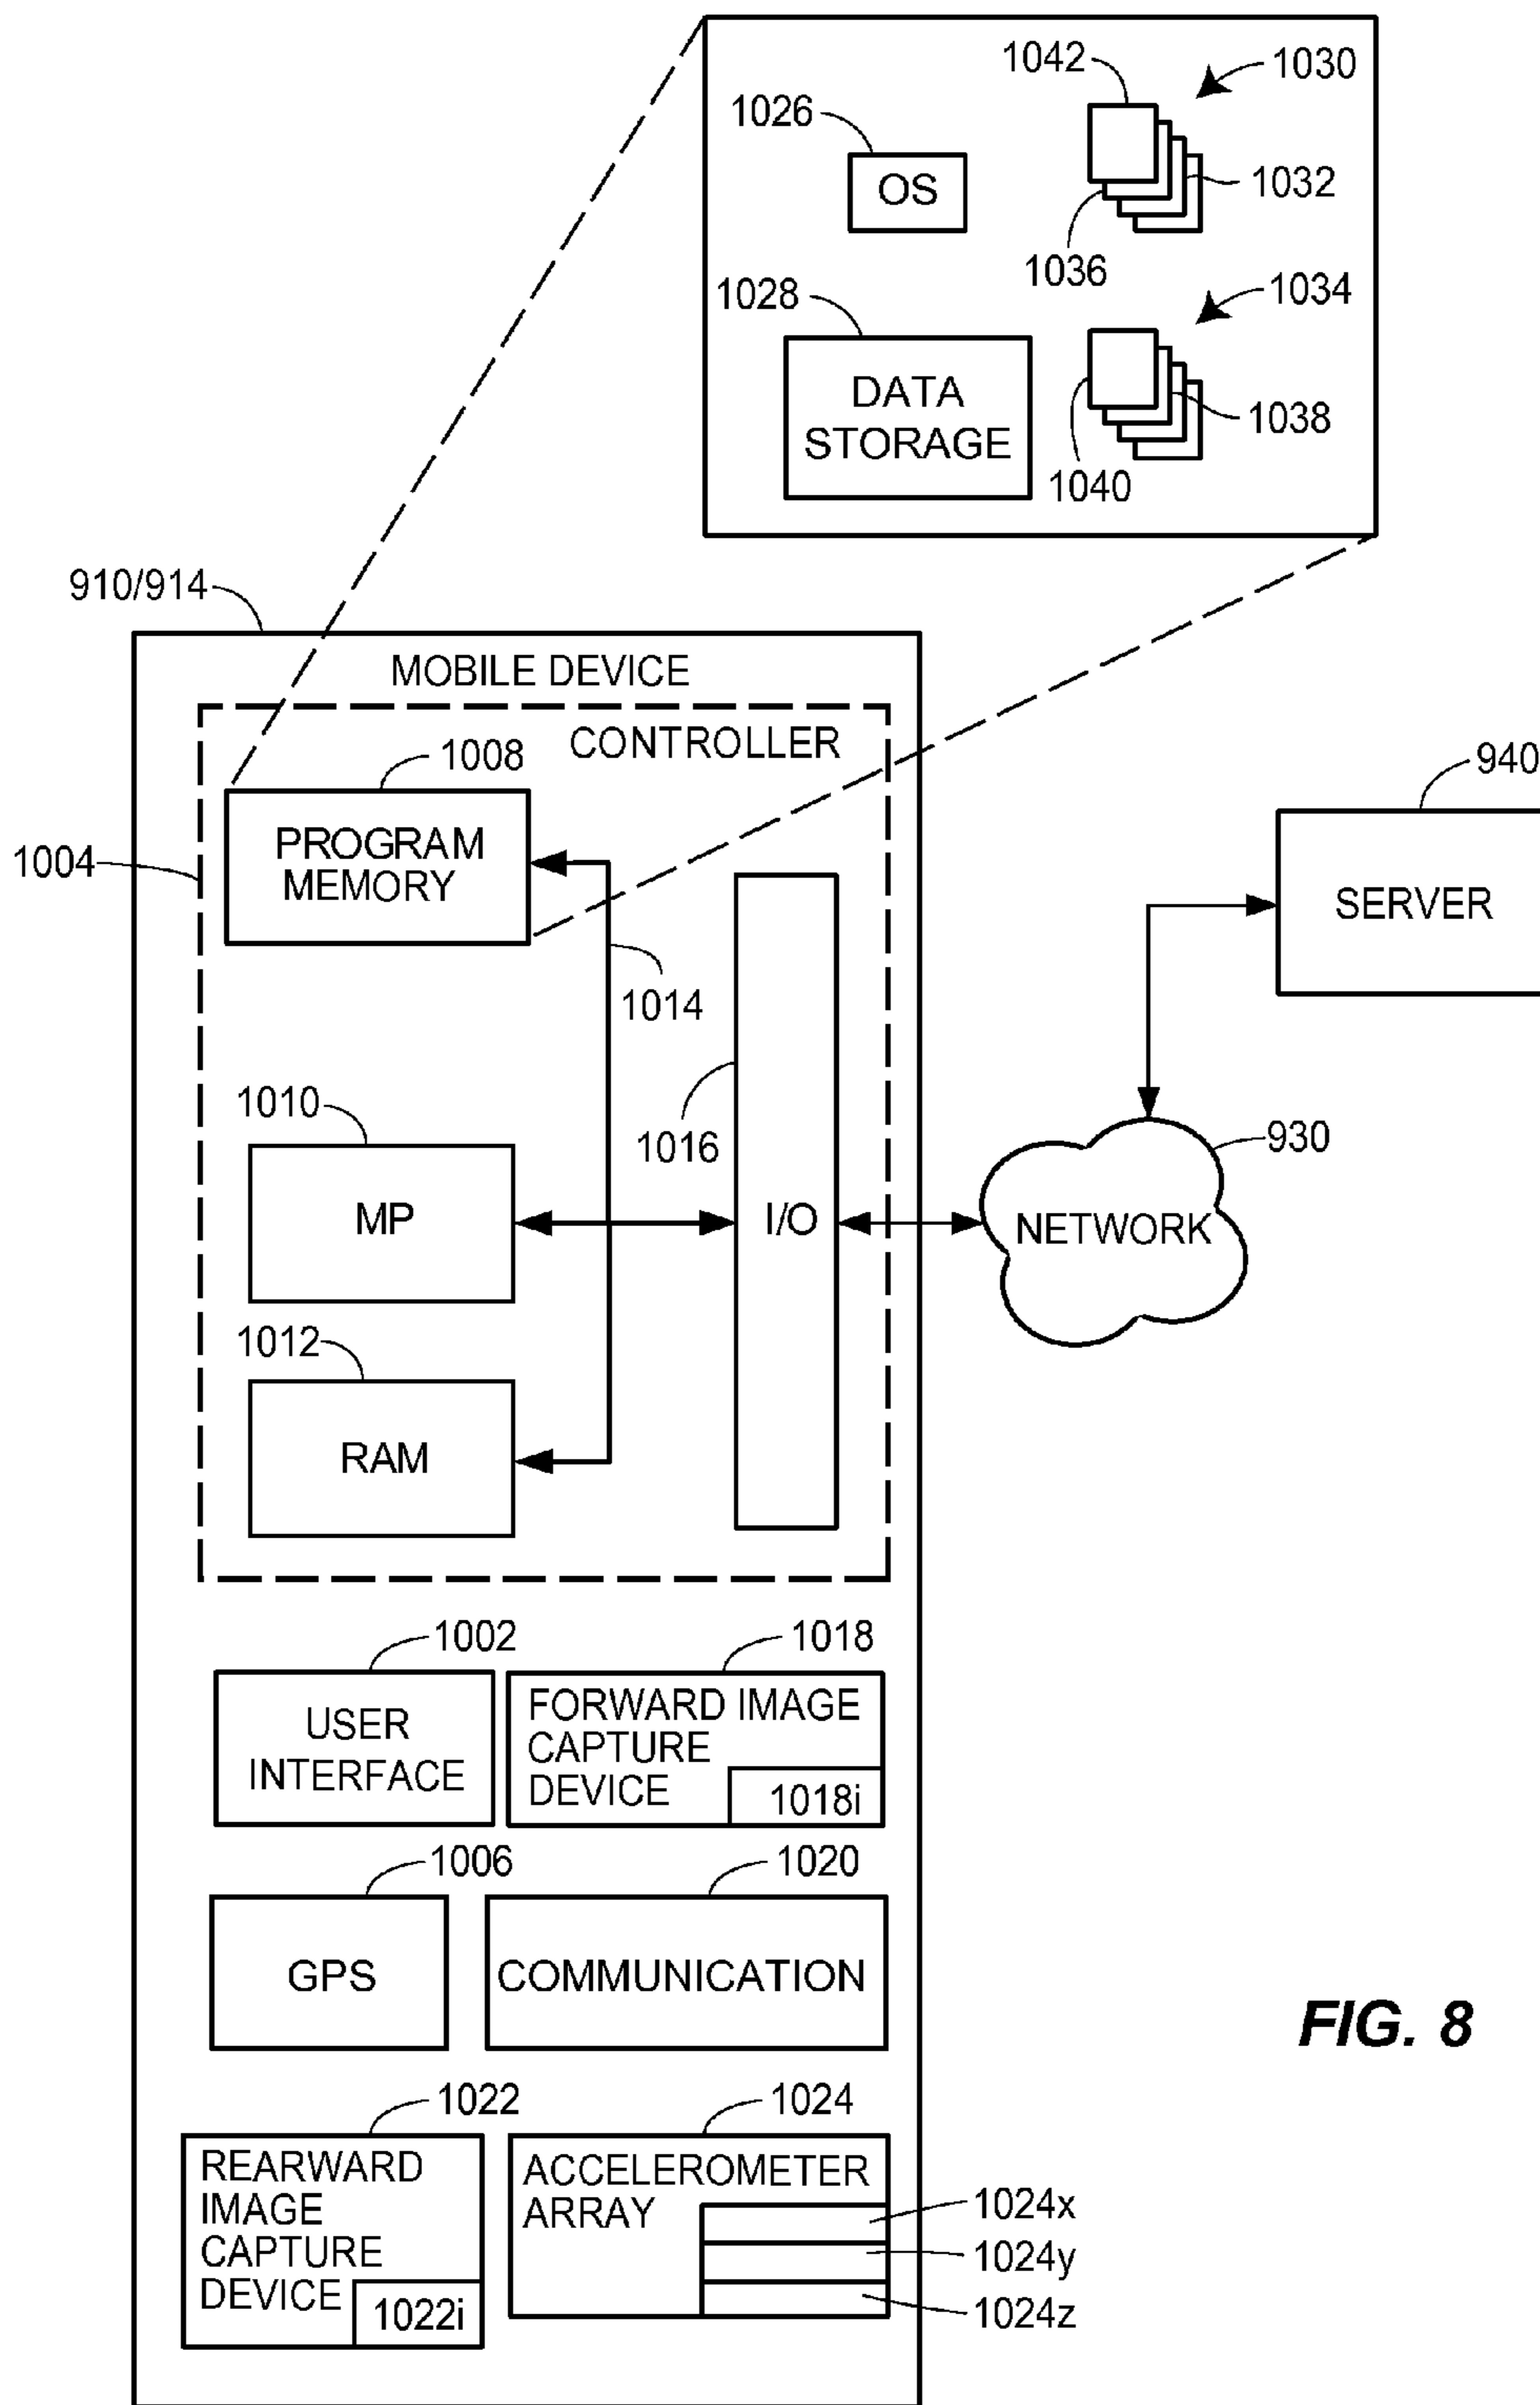 1042
1030
1026
OS
1032
1036
1028
1034
DATA
STORAGE
1038
1040
910/914
MOBILE DEVICE
CONTROLLER
1008
940
1004
PROGRAM
MEMORY
SERVER
1014
1010
1016
930
MP
I/O
NETWORK
1012
RAM
1002
1018
USER
INTERFACE
FORWARD IMAGE
CAPTURE
DEVICE
1018i
1006
1020
GPS
COMMUNICATION
FIG. 8
1022
1024
REARWARD
IMAGE
CAPTURE
DEVICE
1022i
ACCELEROMETER
ARRAY
1024x
1024y
1024z